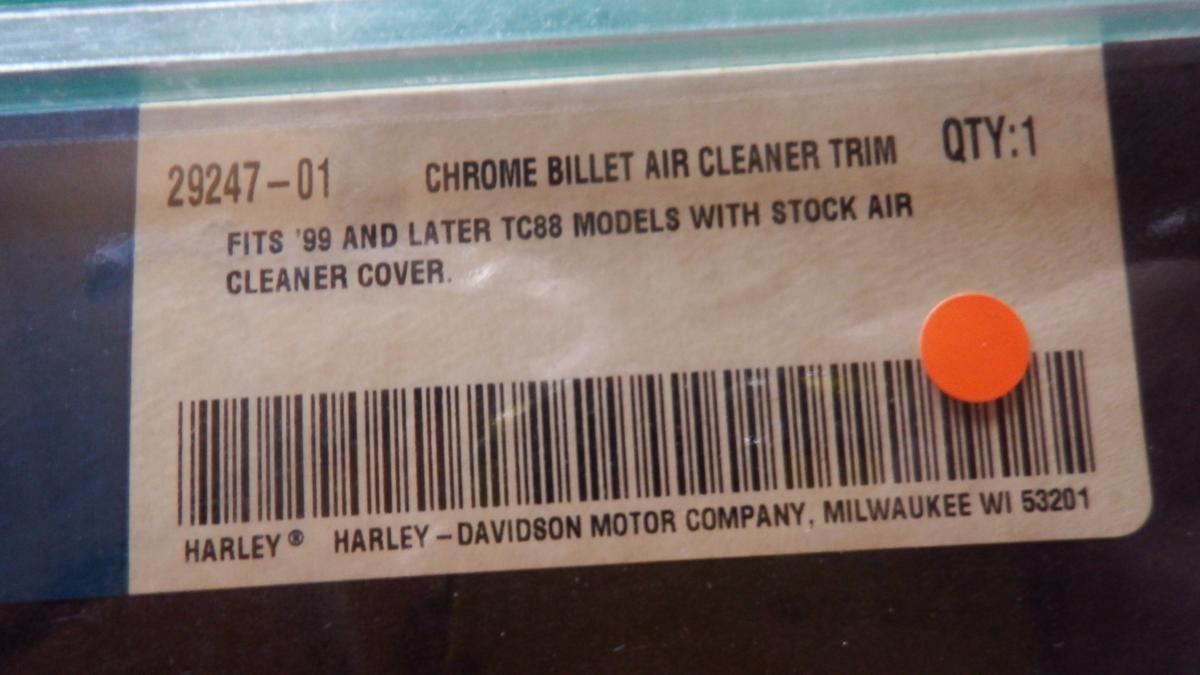 29247-01 CHROME BILLET AIR CLEANER TRIM QTY:1
FITS '99 AND LATER TC88 MODELS WITH STOCK AIR
CLEANER COVER.
HARLEY® HARLEY-DAVIDSON MOTOR COMPANY, MILWAUKEE WI 53201